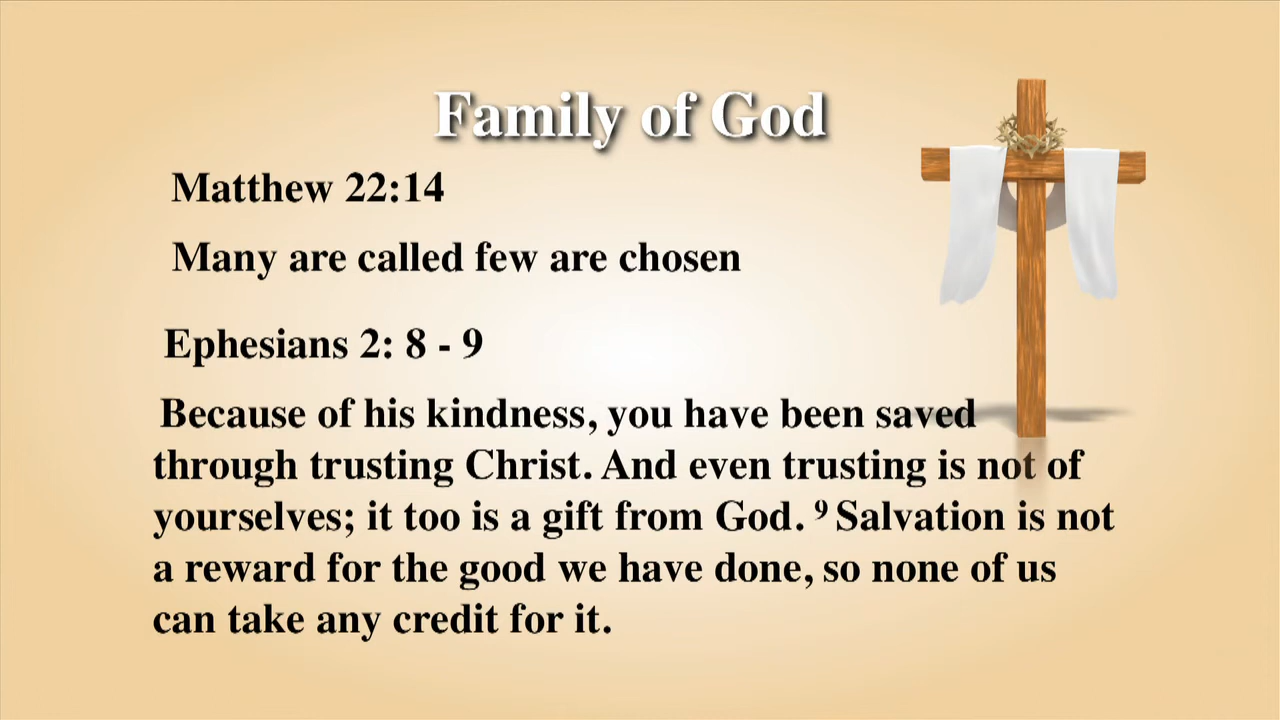 Family of God
Matthew 22:14
Many are called few are chosen
Ephesians 2: 8 - 9
Because of his kindness, you have been saved
through trusting Christ. And even trusting is not of
yourselves; it too is a gift from God. ⁹ Salvation is not
a reward for the good we have done, so none of us
can take any credit for it.